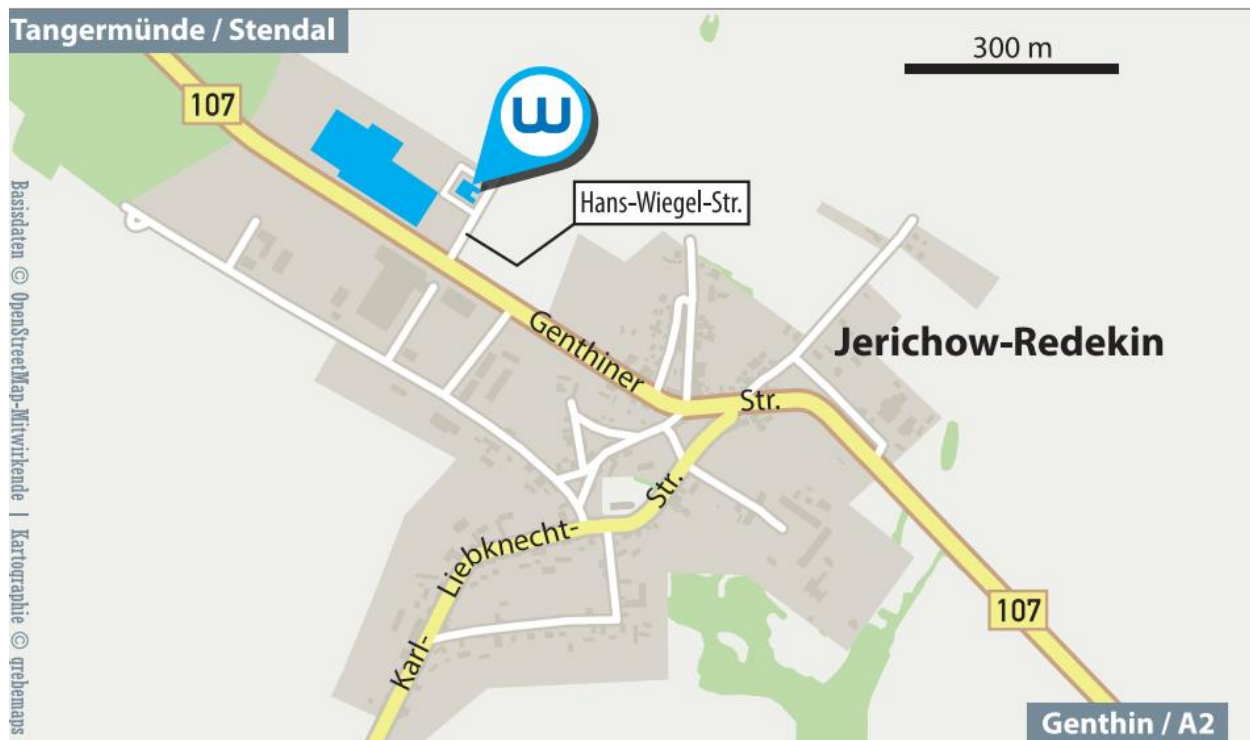 Tangermünde / Stendal
300 m
107
W
Hans-Wiegel-Str.
Genthiner
Str.
Jerichow-Redekin
Karl-
Liebknecht-
Str.
107
Genthin / A2
Basisdaten © OpenStreetMap-Mitwirkende | Kartographie © grebemaps